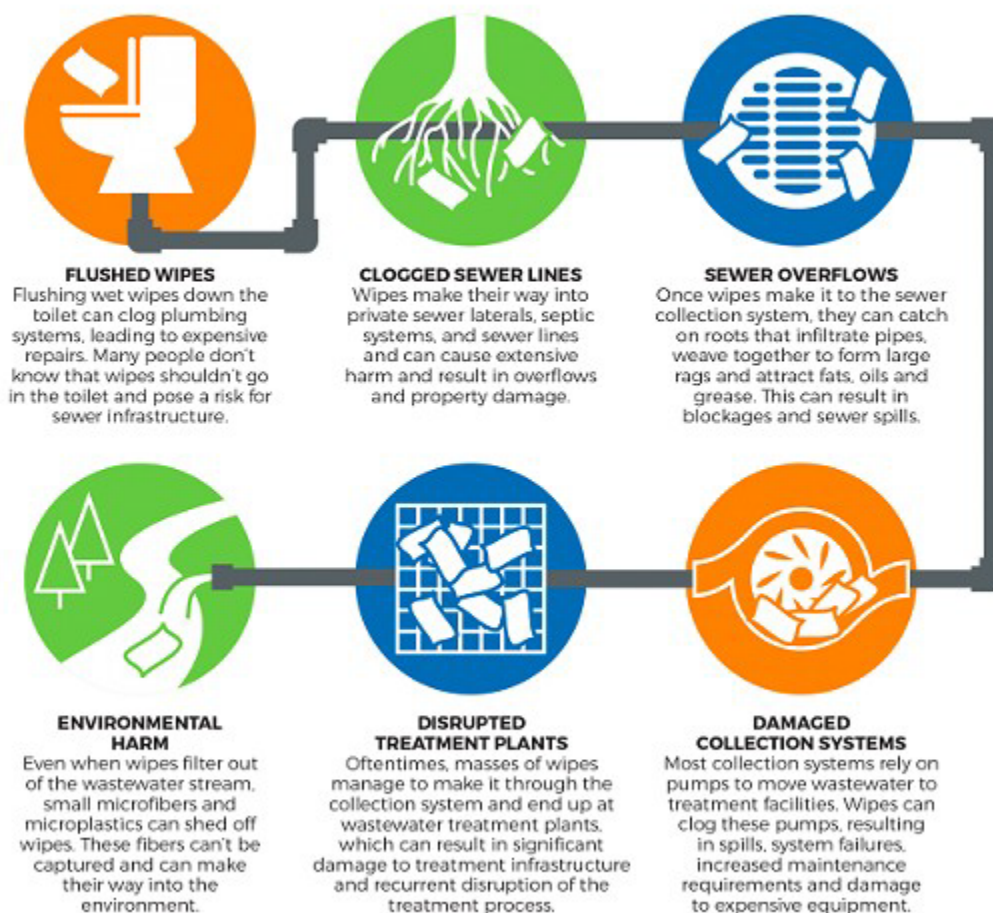 FLUSHED WIPES
Flushing wet wipes down the
toilet can clog plumbing
systems, leading to expensive
repairs. Many people don't
know that wipes shouldn't go
in the toilet and pose a risk for
sewer infrastructure.
CLOGGED SEWER LINES
Wipes make their way into
private sewer laterals, septic
systems, and sewer lines
and can cause extensive
harm and result in overflows
and property damage.
SEWER OVERFLOWS
Once wipes make it to the sewer
collection system, they can catch
on roots that infiltrate pipes,
weave together to form large
rags and attract fats, oils and
grease. This can result in
blockages and sewer spills.
ENVIRONMENTAL
HARM
Even when wipes filter out
of the wastewater stream,
small microfibers and
microplastics can shed off
wipes. These fibers can't be
captured and can make
their way into the
environment.
DISRUPTED
TREATMENT PLANTS
Oftentimes, masses of wipes
manage to make it through the
collection system and end up at
wastewater treatment plants,
which can result in significant
damage to treatment infrastructure
and recurrent disruption of the
treatment process.
DAMAGED
COLLECTION SYSTEMS
Most collection systems rely on
pumps to move wastewater to
treatment facilities. Wipes can
clog these pumps, resulting
in spills, system failures,
increased maintenance
requirements and damage
to expensive equipment.